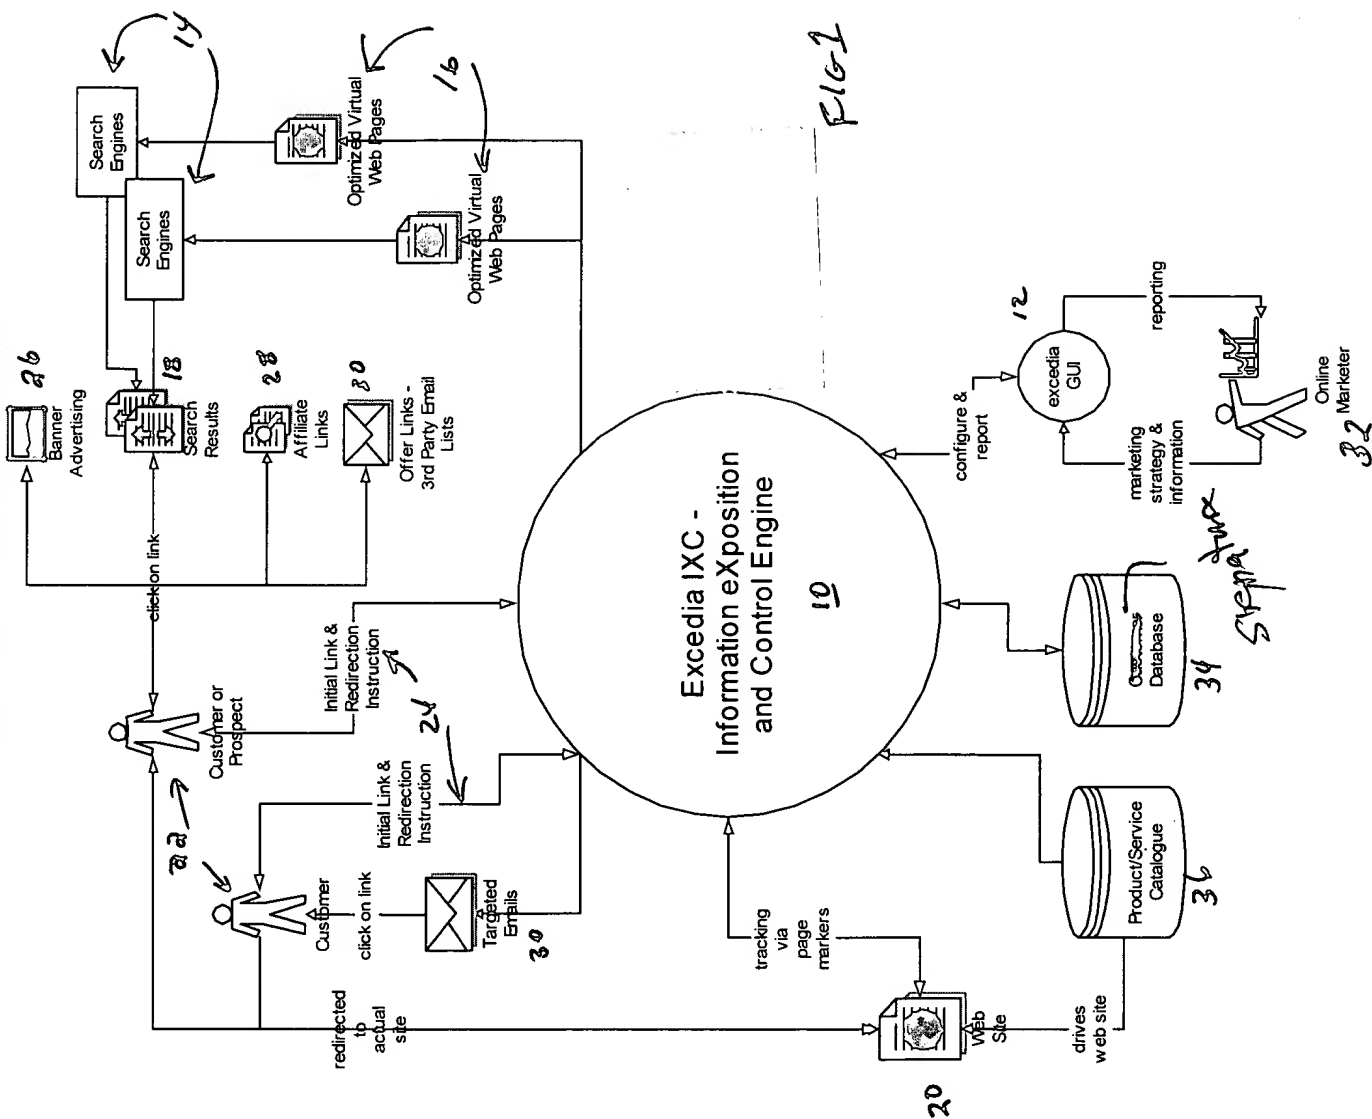 26
Banner
Advertising
18
Search
Results
28
Affiliate
Links
30
Offer Links -
3rd Party Email
Lists
14
Search
Engines
Search
Engines
16
Optimized Virtual
Web Pages
Optimized Virtual
Web Pages
click on link
22
Customer or
Prospect
Initial Link &
Redirection
Instruction
24
Customer
Initial Link &
Redirection
Instruction
click on link
Targeted
Emails
30
redirected
to
actual
site
Excedia IXC -
Information eXposition
and Control Engine
10
tracking
via
page
markers
20
Web
Site
drives
web site
Product/Service
Catalogue
36
Database
34
configure &
report
12
excedia
GUI
marketing
strategy &
information
reporting
Online
Marketer
32
FIG 1